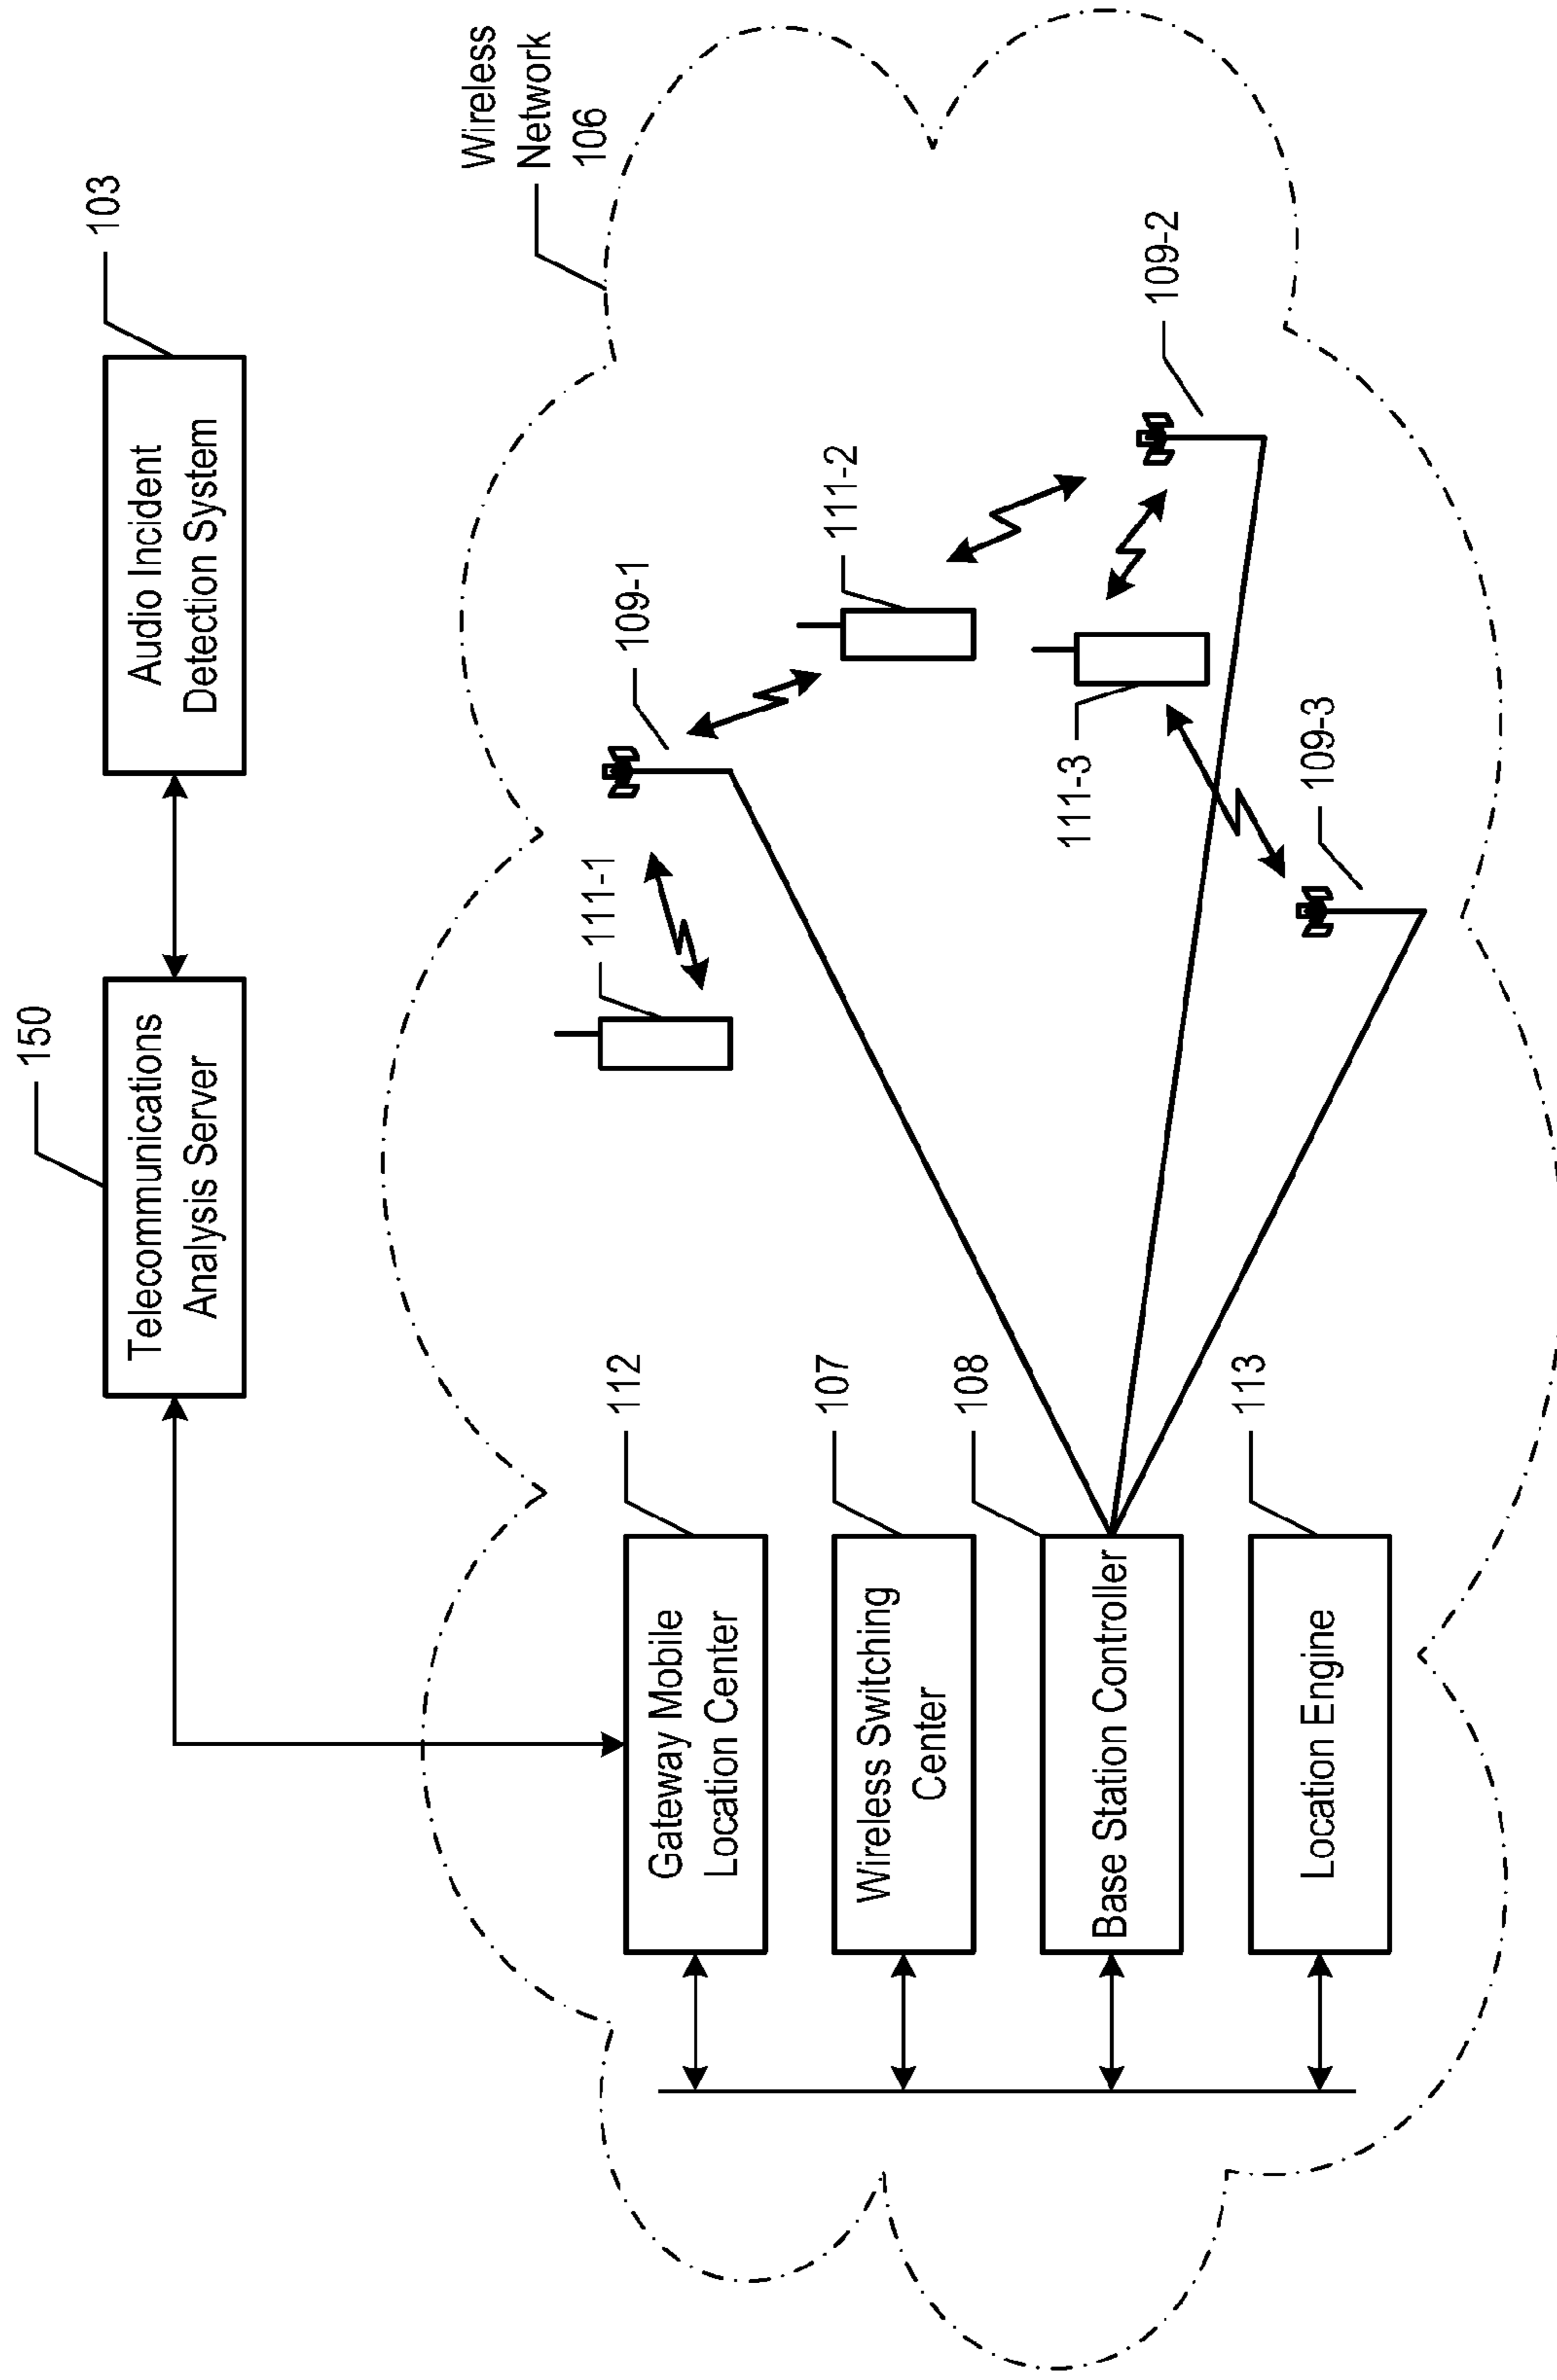 150
Telecommunications
Analysis Server
103
Audio Incident
Detection System
Wireless
Network
106
112
Gateway Mobile
Location Center
107
Wireless Switching
Center
108
Base Station Controller
113
Location Engine
111-1
109-1
111-2
111-3
109-2
109-3